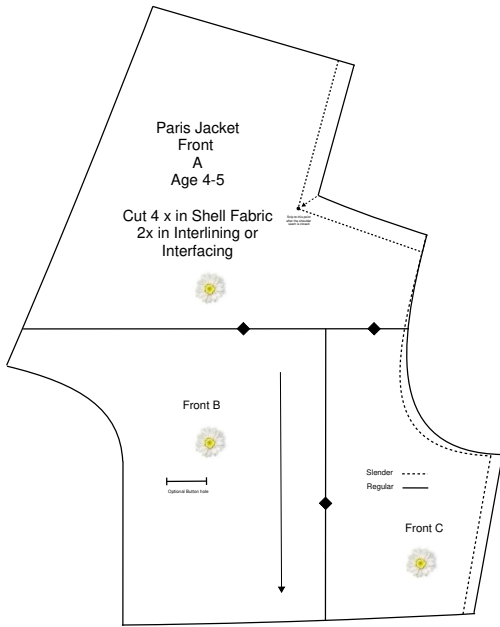 Paris Jacket
Front
A
Age 4-5
Cut 4 x in Shell Fabric
2x in Interlining or
Interfacing
Front B
Optional Button hole
Slender
Regular
Front C